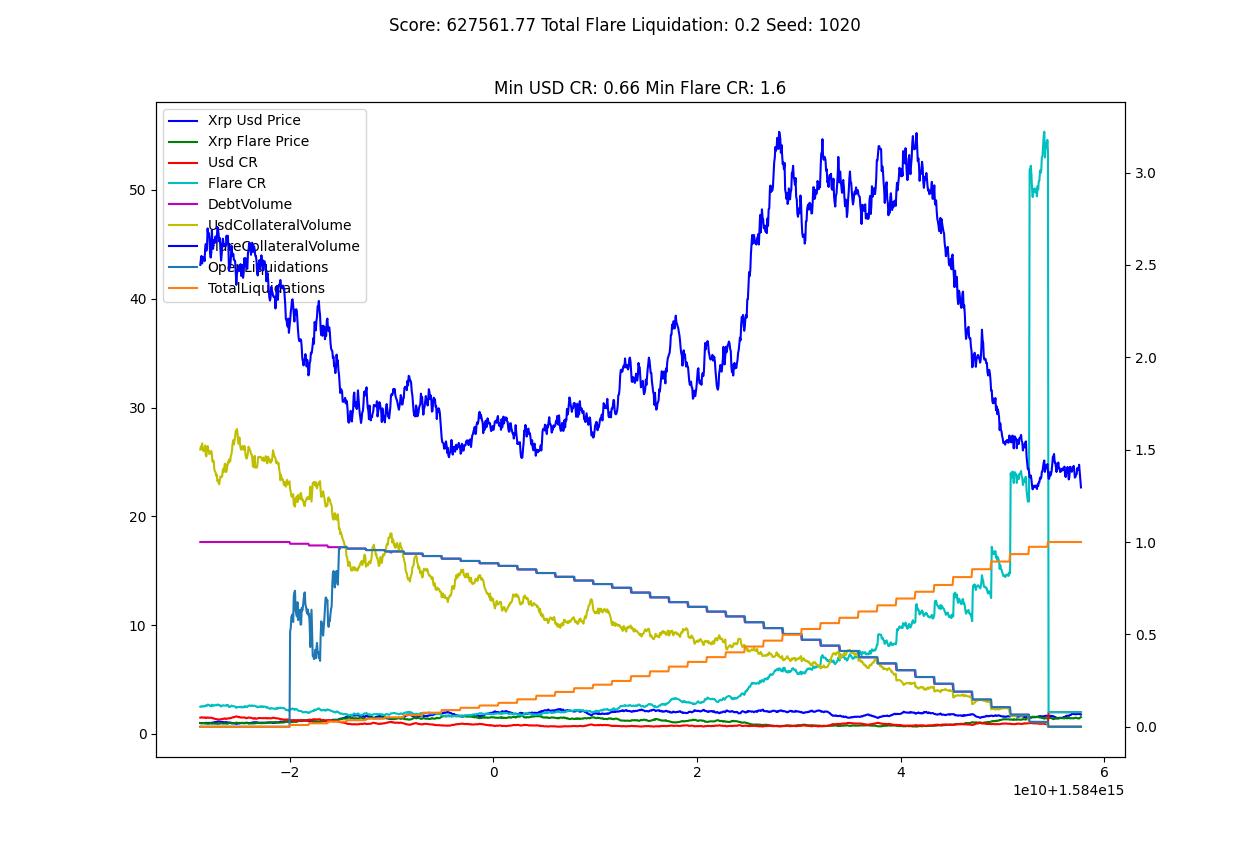 Score: 627561.77 Total Flare Liquidation: 0.2 Seed: 1020
Min USD CR: 0.66 Min Flare CR: 1.6
Xrp Usd Price
Xrp Flare Price
Usd CR
Flare CR
DebtVolume
UsdCollateralVolume
FlareCollateralVolume
OpenLiquidations
TotalLiquidations
50
40
30
20
10
0
3.0
2.5
2.0
1.5
1.0
0.5
0.0
−2
0
2
4
6
1e10+1.584e15